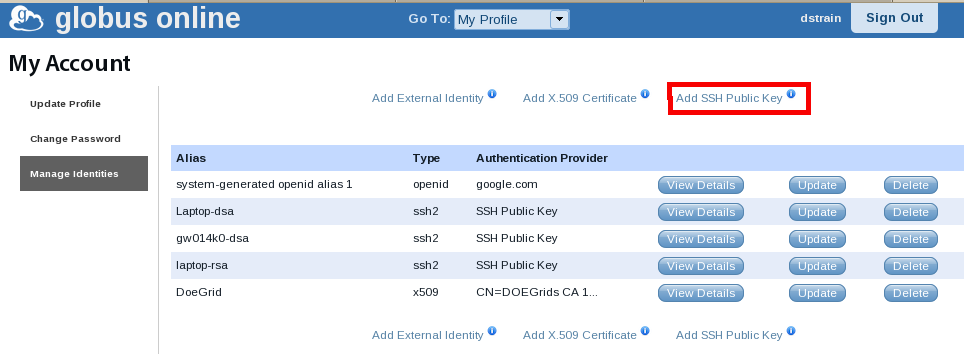 globus online Go To: My Profile dstrain Sign Out
My Account
Add External Identity i Add X.509 Certificate i Add SSH Public Key i
Update Profile
Change Password
Manage Identities
Alias Type Authentication Provider
system-generated openid alias 1 openid google.com View Details Update Delete
Laptop-dsa ssh2 SSH Public Key View Details Update Delete
gw014k0-dsa ssh2 SSH Public Key View Details Update Delete
laptop-rsa ssh2 SSH Public Key View Details Update Delete
DoeGrid x509 CN=DOEGrids CA 1... View Details Update Delete
Add External Identity i Add X.509 Certificate i Add SSH Public Key i